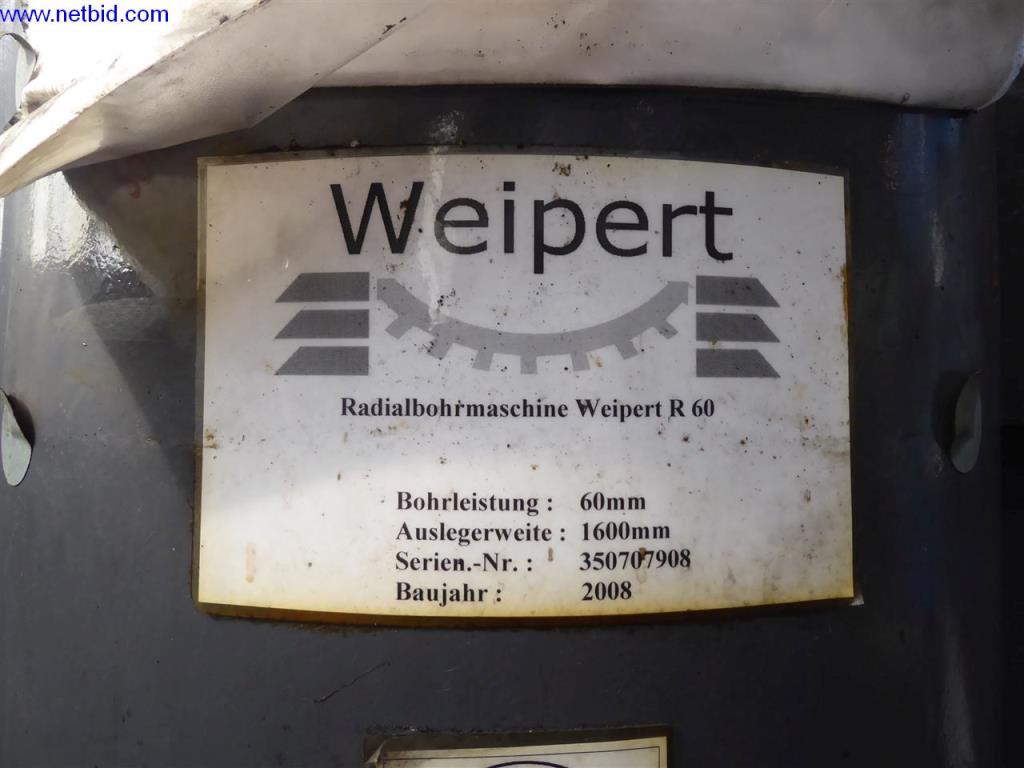 www.netbid.com
Weipert
Radialbohrmaschine Weipert R 60
Bohrleistung : 60mm
Auslegerweite : 1600mm
Serien.-Nr. : 350707908
Baujahr : 2008